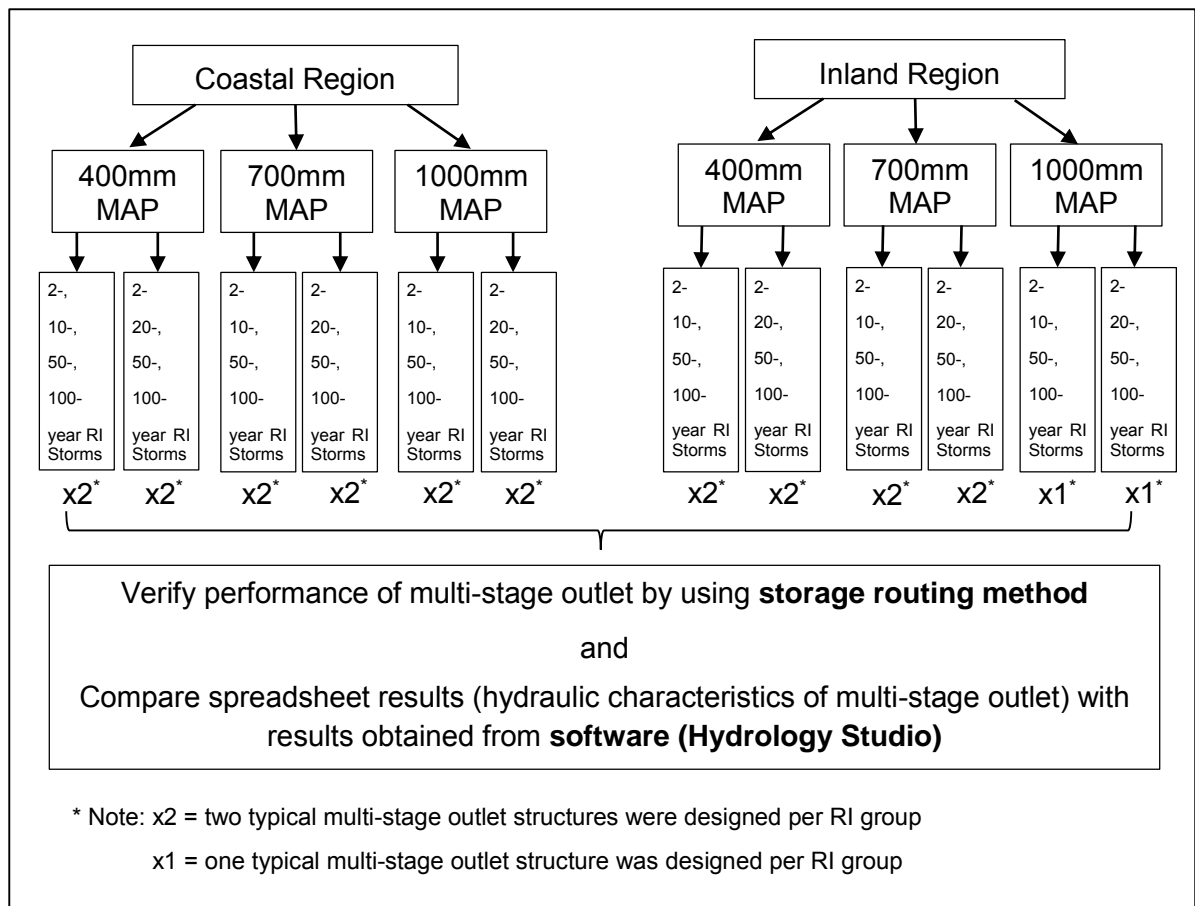 Coastal Region
Inland Region
400mm
MAP
700mm
MAP
1000mm
MAP
400mm
MAP
700mm
MAP
1000mm
MAP
2-,
10-,
50-,
100-
year RI
Storms
2-
20-,
50-,
100-
year RI
Storms
2-
10-,
50-,
100-
year RI
Storms
2-
20-,
50-,
100-
year RI
Storms
2-
10-,
50-,
100-
year RI
Storms
2-
20-,
50-,
100-
year RI
Storms
2-
10-,
50-,
100-
year RI
Storms
2-
20-,
50-,
100-
year RI
Storms
2-
10-,
50-,
100-
year RI
Storms
2-
20-,
50-,
100-
year RI
Storms
2-
10-,
50-,
100-
year RI
Storms
2-
20-,
50-,
100-
year RI
Storms
x2*
x2*
x2*
x2*
x2*
x2*
x2*
x2*
x2*
x2*
x1*
x1*
Verify performance of multi-stage outlet by using storage routing method
and
Compare spreadsheet results (hydraulic characteristics of multi-stage outlet) with
results obtained from software (Hydrology Studio)
* Note: x2 = two typical multi-stage outlet structures were designed per RI group
x1 = one typical multi-stage outlet structure was designed per RI group